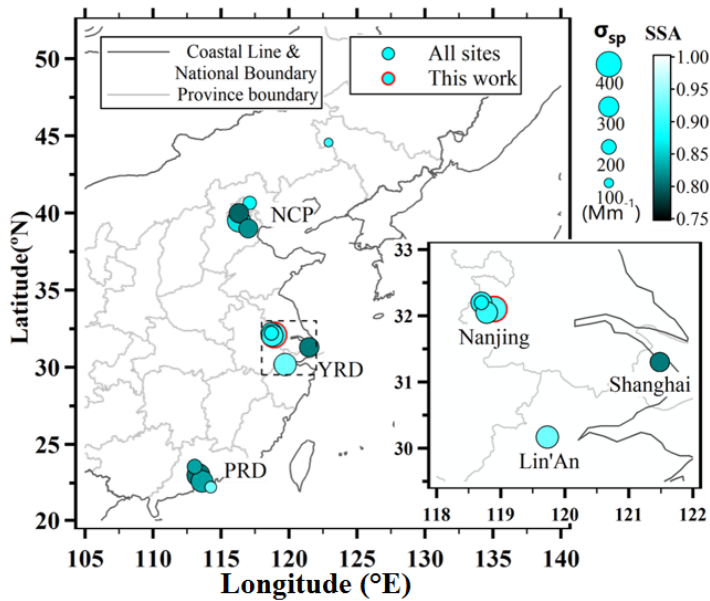 50
45
40
35
30
25
20
Latitude(°N)
105
110
115
120
125
130
135
140
Longitude (°E)
Coastal Line &
National Boundary
Province boundary
All sites
This work
NCP
YRD
PRD
σsp
400
300
200
100
(Mm-1)
SSA
1.00
0.95
0.90
0.85
0.80
0.75
33
32
31
30
118
119
120
121
122
Nanjing
Shanghai
Lin'An